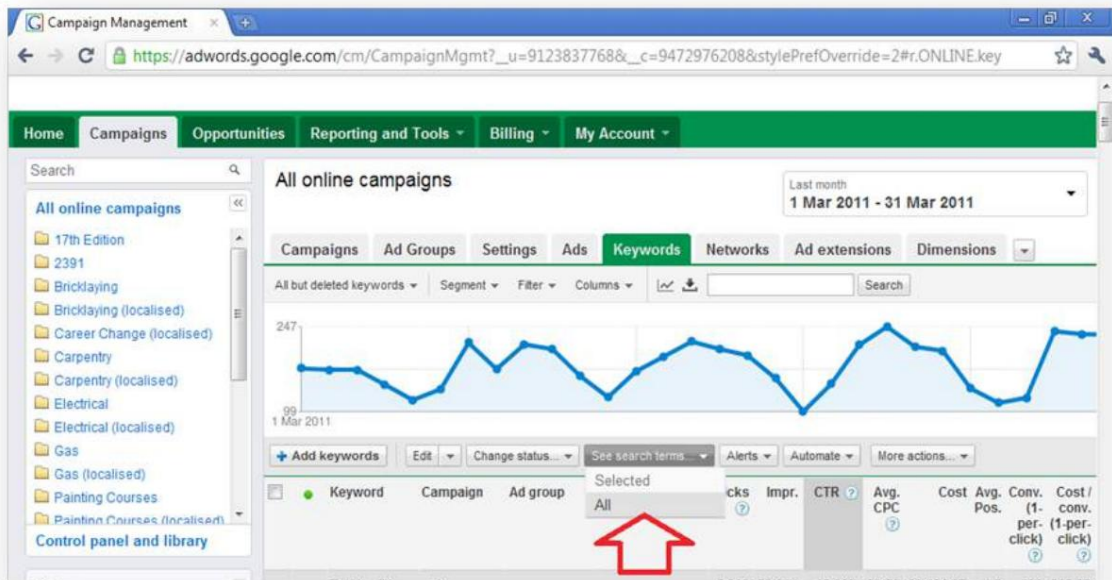 Campaign Management
https://adwords.google.com/cm/CampaignMgmt?__u=9123837768&__c=9472976208&stylePrefOverride=2#r.ONLINE.key
Home Campaigns Opportunities Reporting and Tools Billing My Account
Search
All online campaigns
17th Edition
2391
Bricklaying
Bricklaying (localised)
Career Change (localised)
Carpentry
Carpentry (localised)
Electrical
Electrical (localised)
Gas
Gas (localised)
Painting Courses
Painting Courses (localised)
Control panel and library
All online campaigns
Last month
1 Mar 2011 - 31 Mar 2011
Campaigns Ad Groups Settings Ads Keywords Networks Ad extensions Dimensions
All but deleted keywords Segment Filter Columns Search
247
99
1 Mar 2011
+ Add keywords Edit Change status... See search terms... Alerts Automate More actions...
Selected
All
Keyword Campaign Ad group cks ? Impr. CTR ? Avg. CPC ? Cost Avg. Pos. Conv. (1-per-click) ? Cost / conv. (1-per-click) ?